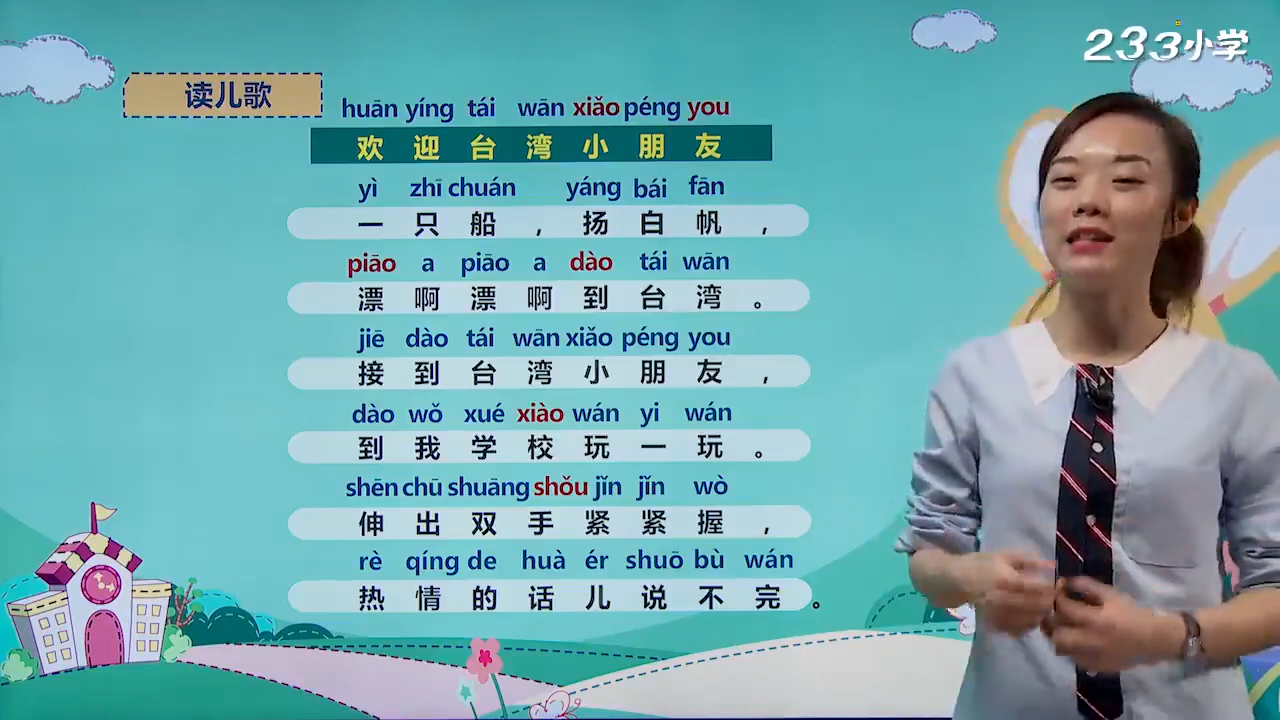 233小学
读儿歌
huān yíng tái wān xiǎo péng you
欢迎台湾小朋友
yì zhī chuán yáng bái fān
一只船，扬白帆，
piāo a piāo a dào tái wān
漂啊漂啊到台湾。
jiē dào tái wān xiǎo péng you
接到台湾小朋友，
dào wǒ xué xiào wán yi wán
到我学校玩一玩。
shēn chū shuāng shǒu jǐn jǐn wò
伸出双手紧紧握，
rè qíng de huà ér shuō bù wán
热情的话儿说不完。